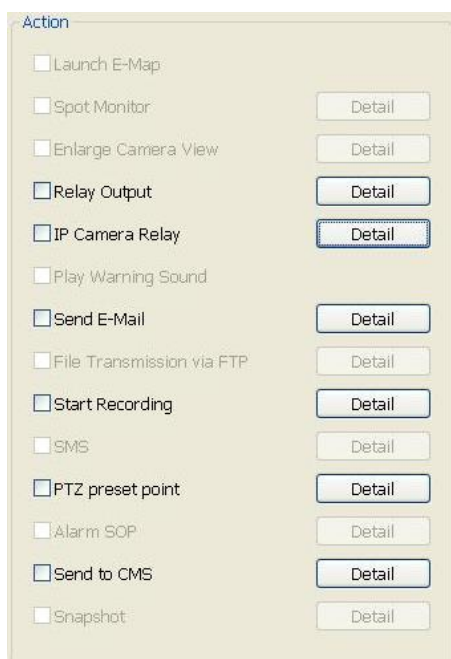 Action
Launch E-Map
Spot Monitor Detail
Enlarge Camera View Detail
Relay Output Detail
IP Camera Relay Detail
Play Warning Sound
Send E-Mail Detail
File Transmission via FTP Detail
Start Recording Detail
SMS Detail
PTZ preset point Detail
Alarm SOP Detail
Send to CMS Detail
Snapshot Detail